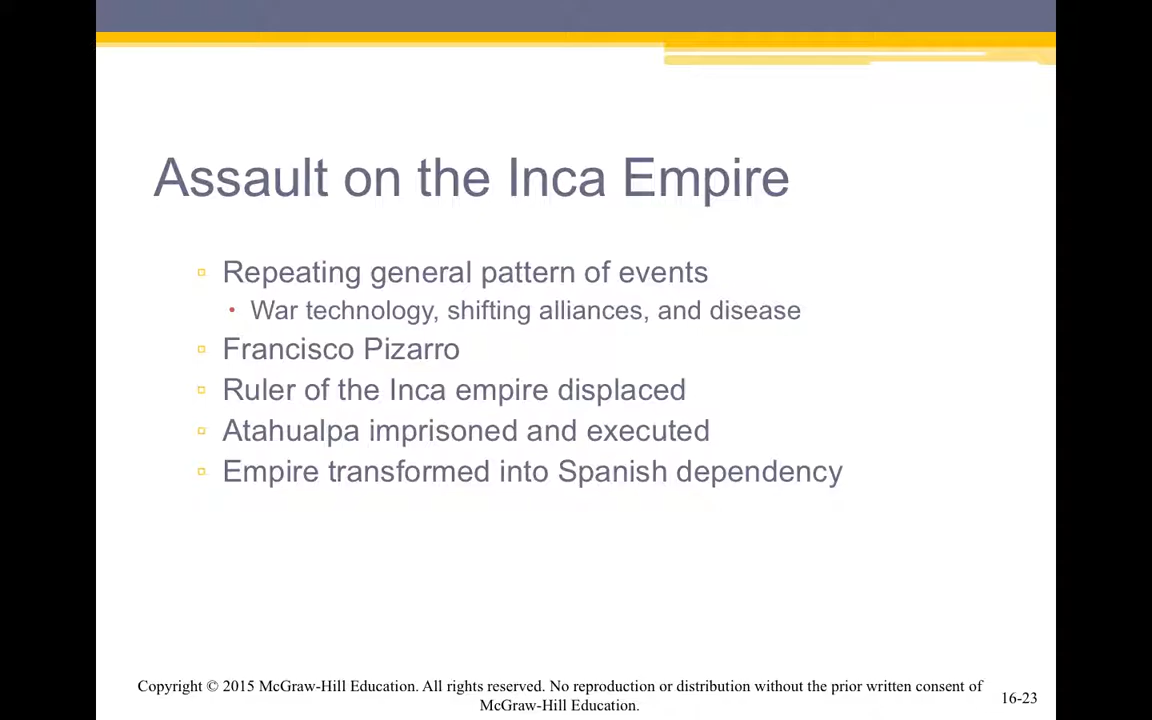 Assault on the Inca Empire
Repeating general pattern of events
War technology, shifting alliances, and disease
Francisco Pizarro
Ruler of the Inca empire displaced
Atahualpa imprisoned and executed
Empire transformed into Spanish dependency
Copyright © 2015 McGraw-Hill Education. All rights reserved. No reproduction or distribution without the prior written consent of
McGraw-Hill Education.
16-23